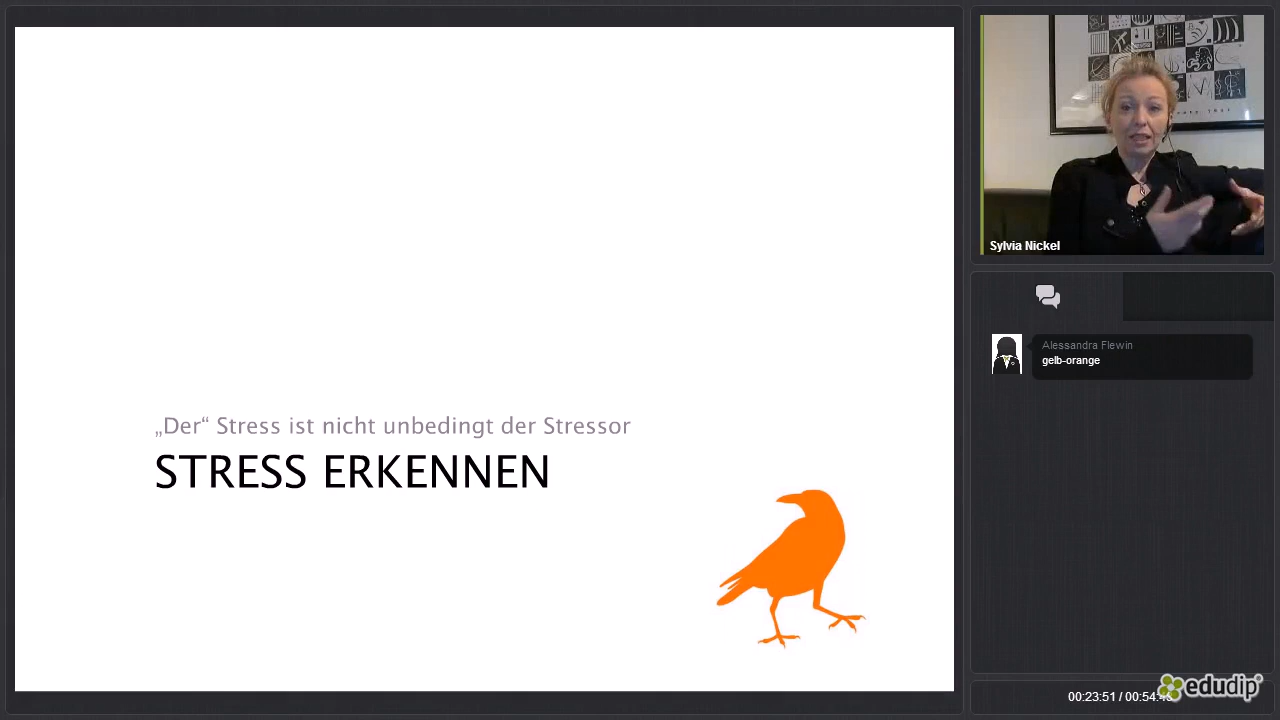 „Der“ Stress ist nicht unbedingt der Stressor
STRESS ERKENNEN
Sylvia Nickel
Alessandra Flewin
gelb-orange
00:23:51 / 00:54:4
edudip